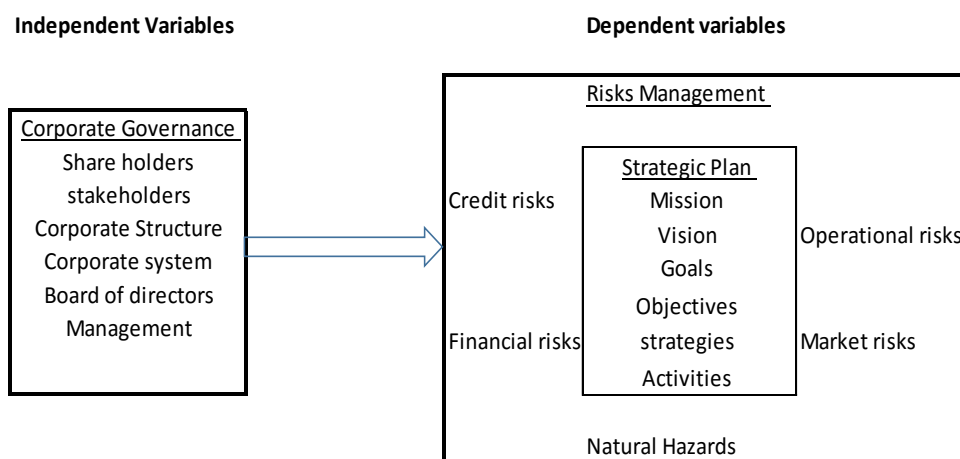 Independent Variables
Dependent variables
Corporate Governance
Share holders
stakeholders
Corporate Structure
Corporate system
Board of directors
Management
Risks Management
Credit risks
Financial risks
Strategic Plan
Mission
Vision
Goals
Objectives
strategies
Activities
Operational risks
Market risks
Natural Hazards